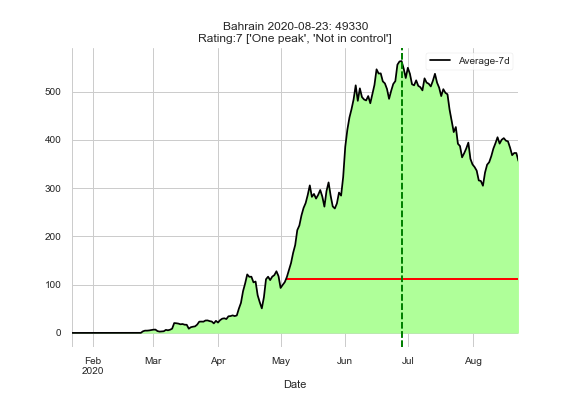 Bahrain 2020-08-23: 49330
Rating:7 ['One peak', 'Not in control']
Average-7d
500
400
300
200
100
0
Feb
2020
Mar
Apr
May
Jun
Jul
Aug
Date